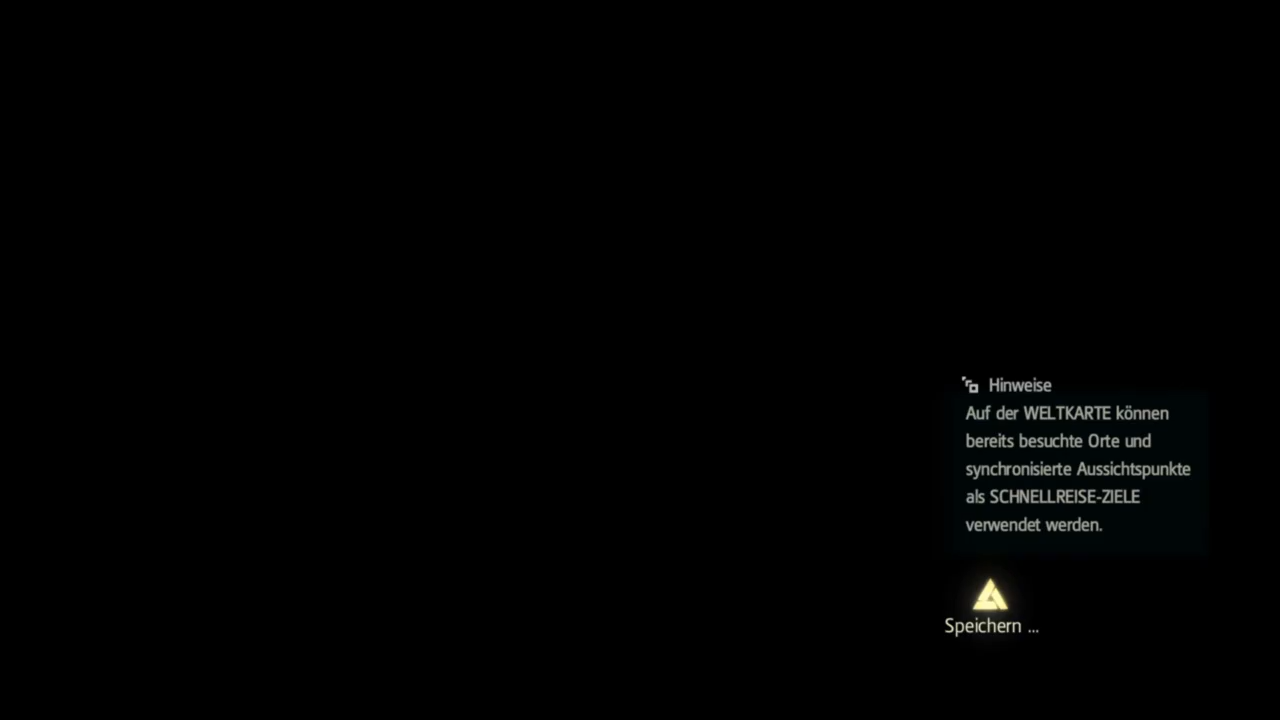 Hinweise
Auf der WELTKARTE können
bereits besuchte Orte und
synchronisierte Aussichtspunkte
als SCHNELLREISE-ZIELE
verwendet werden.
Speichern ...